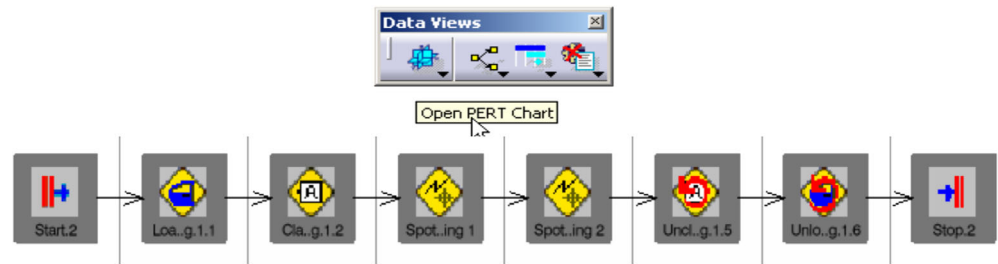 Data Views
Open PERT Chart
A
A
Start.2
Loa..g.1.1
Cla..g.1.2
Spot..ing 1
Spot..ing 2
Uncl..g.1.5
Unlo..g.1.6
Stop.2